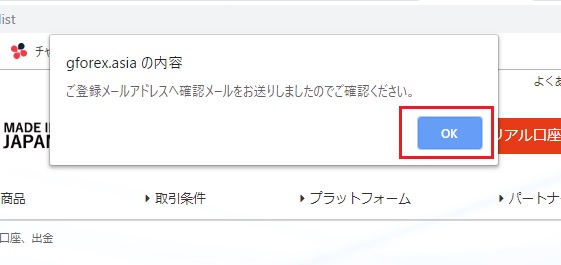 list
チャ
gforex.asia の内容
ご登録メールアドレスへ確認メールをお送りしましたのでご確認ください。
よくあ
MADE I
JAPAN
OK
リアル口座
商品
取引条件
プラットフォーム
パートナー
口座、出金